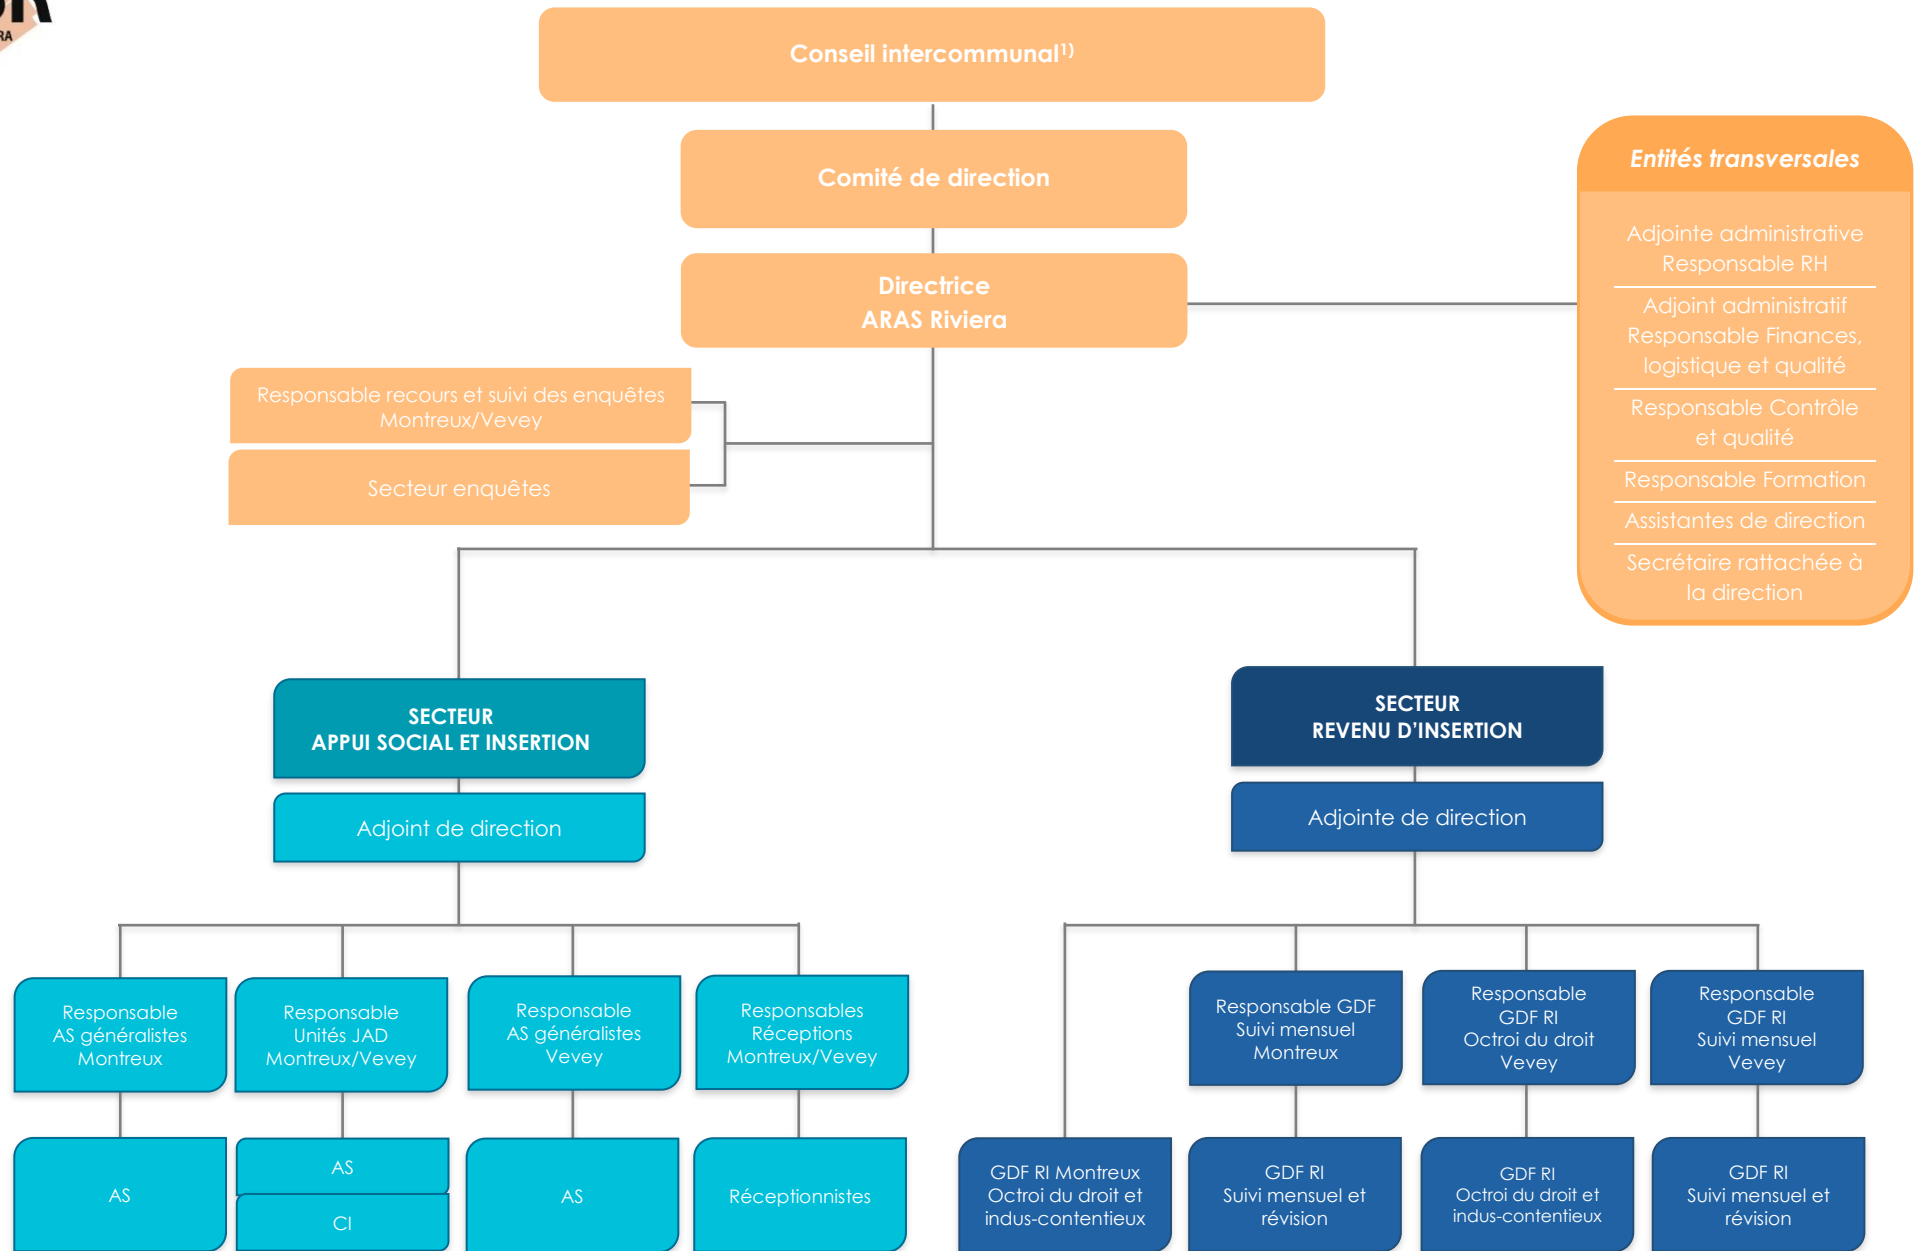 RA
Conseil intercommunal1)
Comité de direction
Directrice
ARAS Riviera
Entités transversales
Adjointe administrative
Responsable RH
Adjoint administratif
Responsable Finances,
logistique et qualité
Responsable Contrôle
et qualité
Responsable Formation
Assistantes de direction
Secrétaire rattachée à
la direction
Responsable recours et suivi des enquêtes
Montreux/Vevey
Secteur enquêtes
SECTEUR
APPUI SOCIAL ET INSERTION
Adjoint de direction
SECTEUR
REVENU D’INSERTION
Adjointe de direction
Responsable
AS généralistes
Montreux
Responsable
Unités JAD
Montreux/Vevey
Responsable
AS généralistes
Vevey
Responsables
Réceptions
Montreux/Vevey
Responsable GDF
Suivi mensuel
Montreux
Responsable
GDF RI
Octroi du droit
Vevey
Responsable
GDF RI
Suivi mensuel
Vevey
AS
AS
CI
AS
Réceptionnistes
GDF RI Montreux
Octroi du droit et
indus-contentieux
GDF RI
Suivi mensuel et
révision
GDF RI
Octroi du droit et
indus-contentieux
GDF RI
Suivi mensuel et
révision